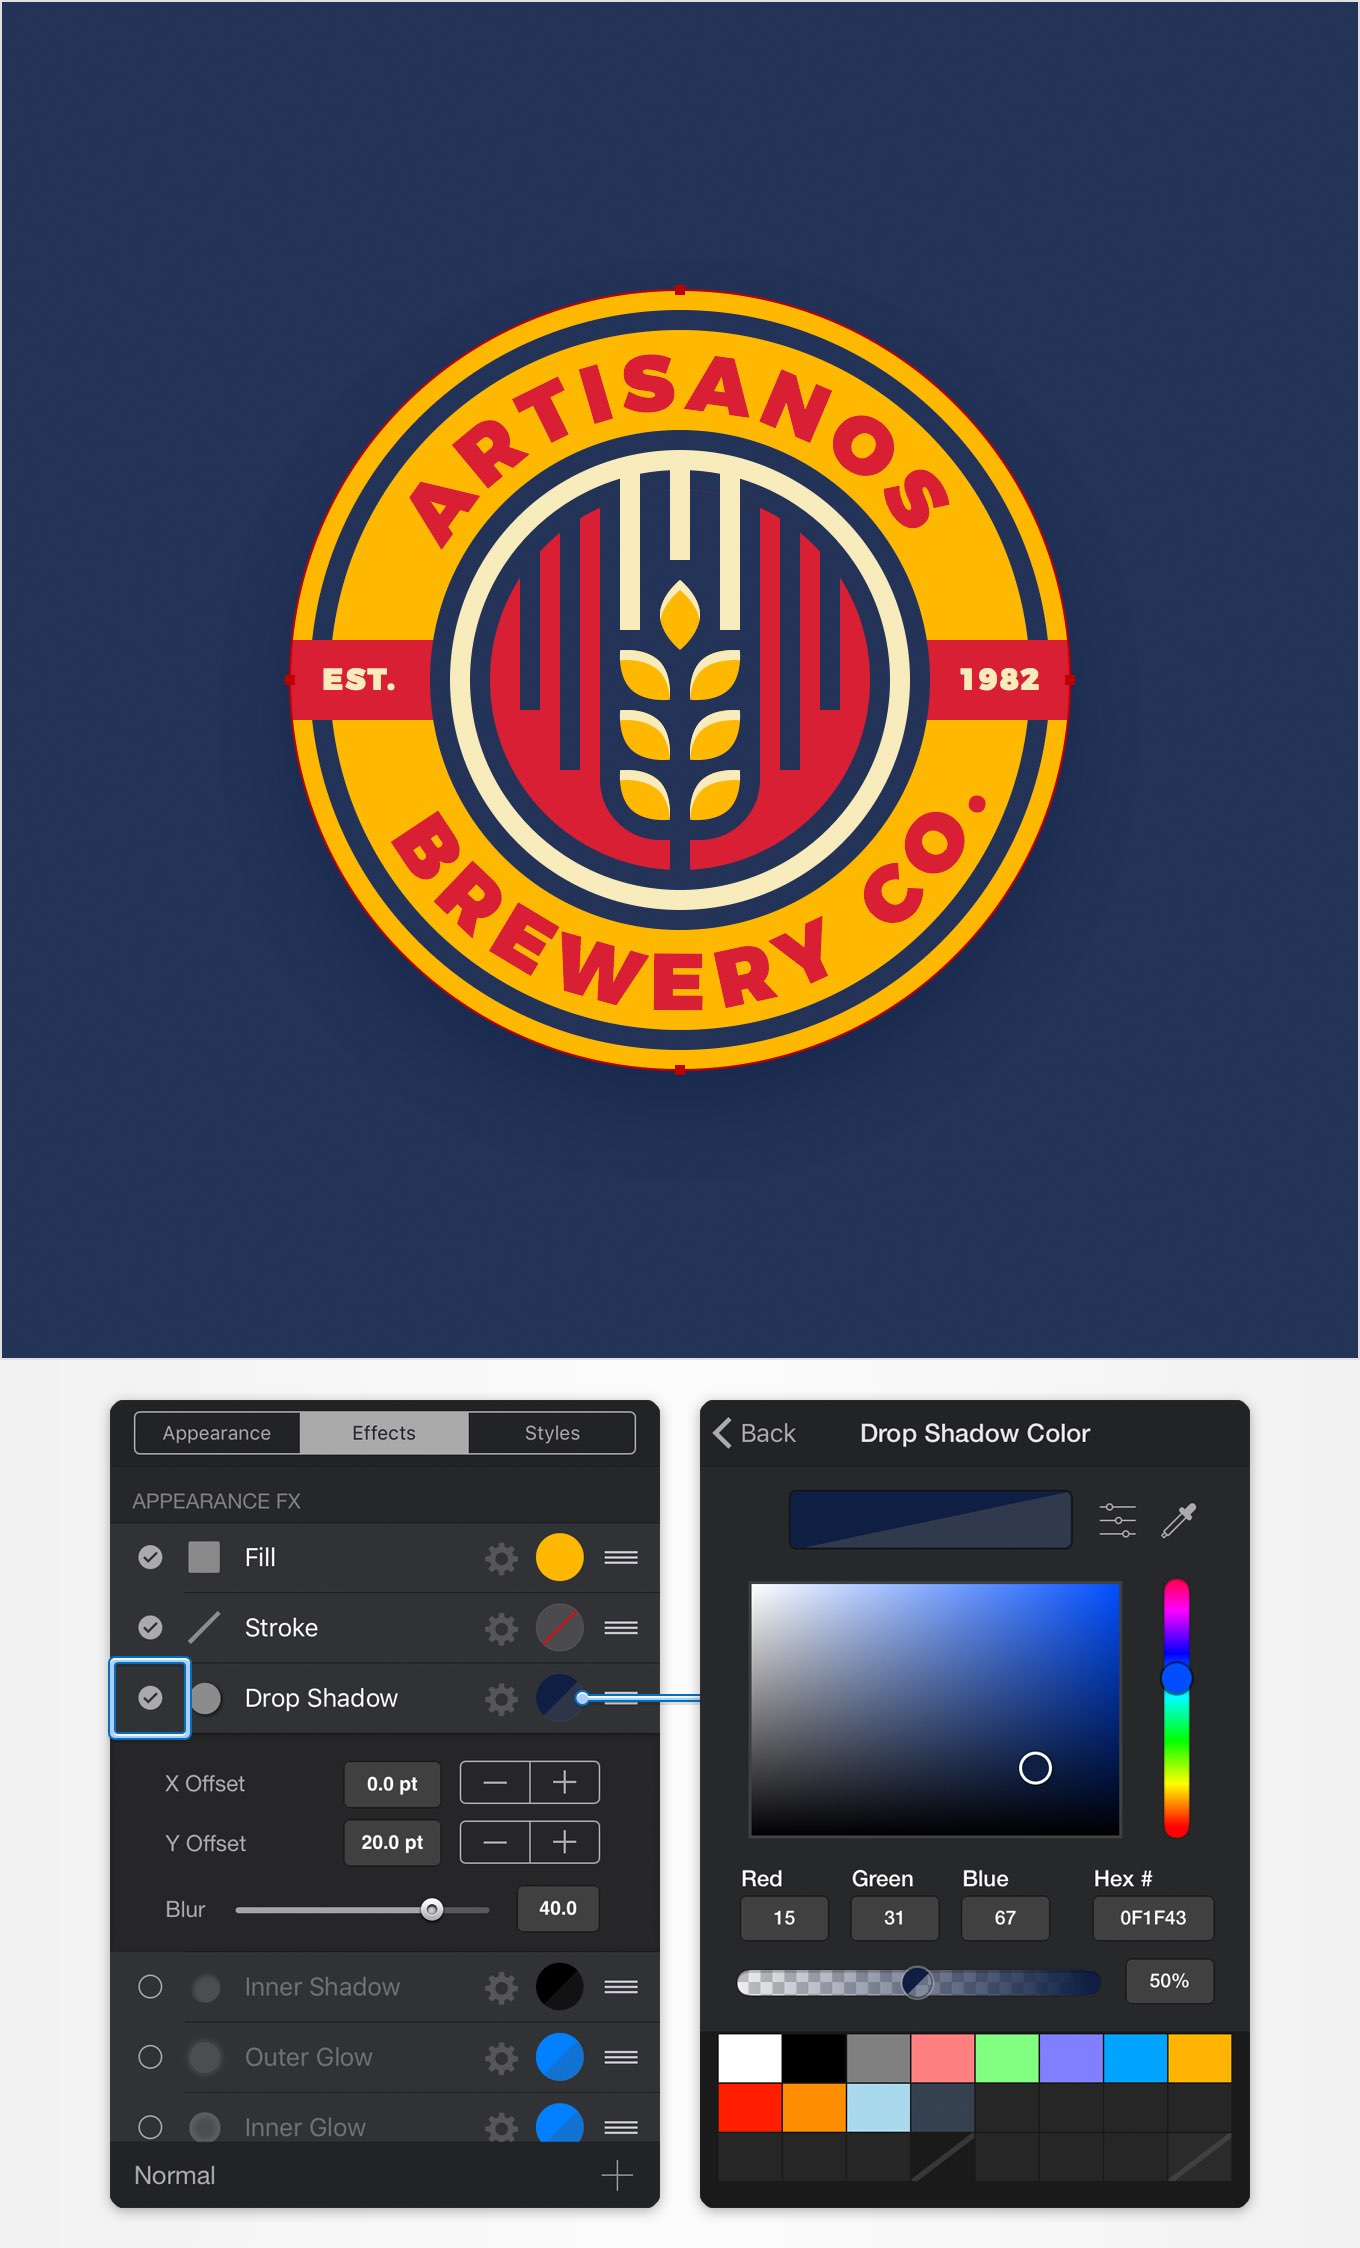 ARTISANOS
EST.
1982
BREWERY CO.
Appearance
Effects
Styles
APPEARANCE FX
Fill
Stroke
Drop Shadow
X Offset
0.0 pt
Y Offset
20.0 pt
Blur
40.0
Inner Shadow
Outer Glow
Inner Glow
Normal
Back
Drop Shadow Color
Red
Green
Blue
Hex #
15
31
67
0F1F43
50%